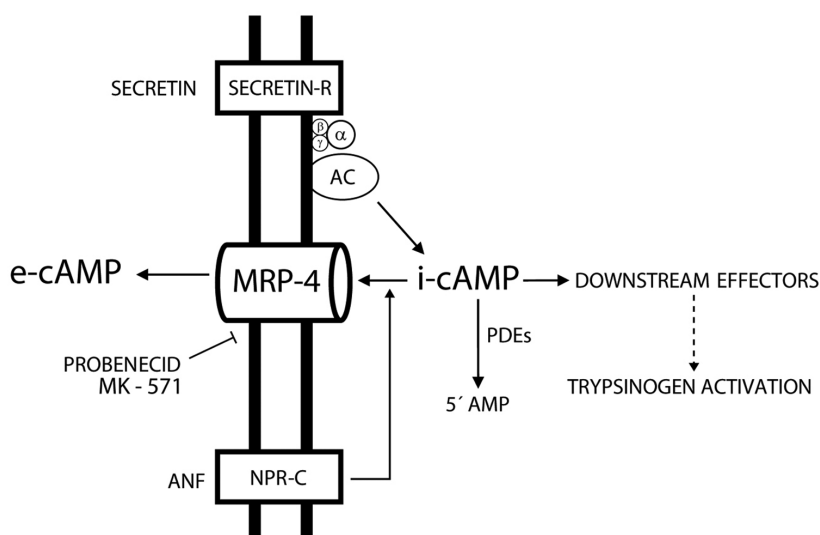 SECRETIN
SECRETIN-R
β
γ
α
AC
e-cAMP
MRP-4
i-cAMP
DOWNSTREAM EFFECTORS
PROBENECID
MK - 571
PDEs
5´ AMP
TRYPSINOGEN ACTIVATION
ANF
NPR-C